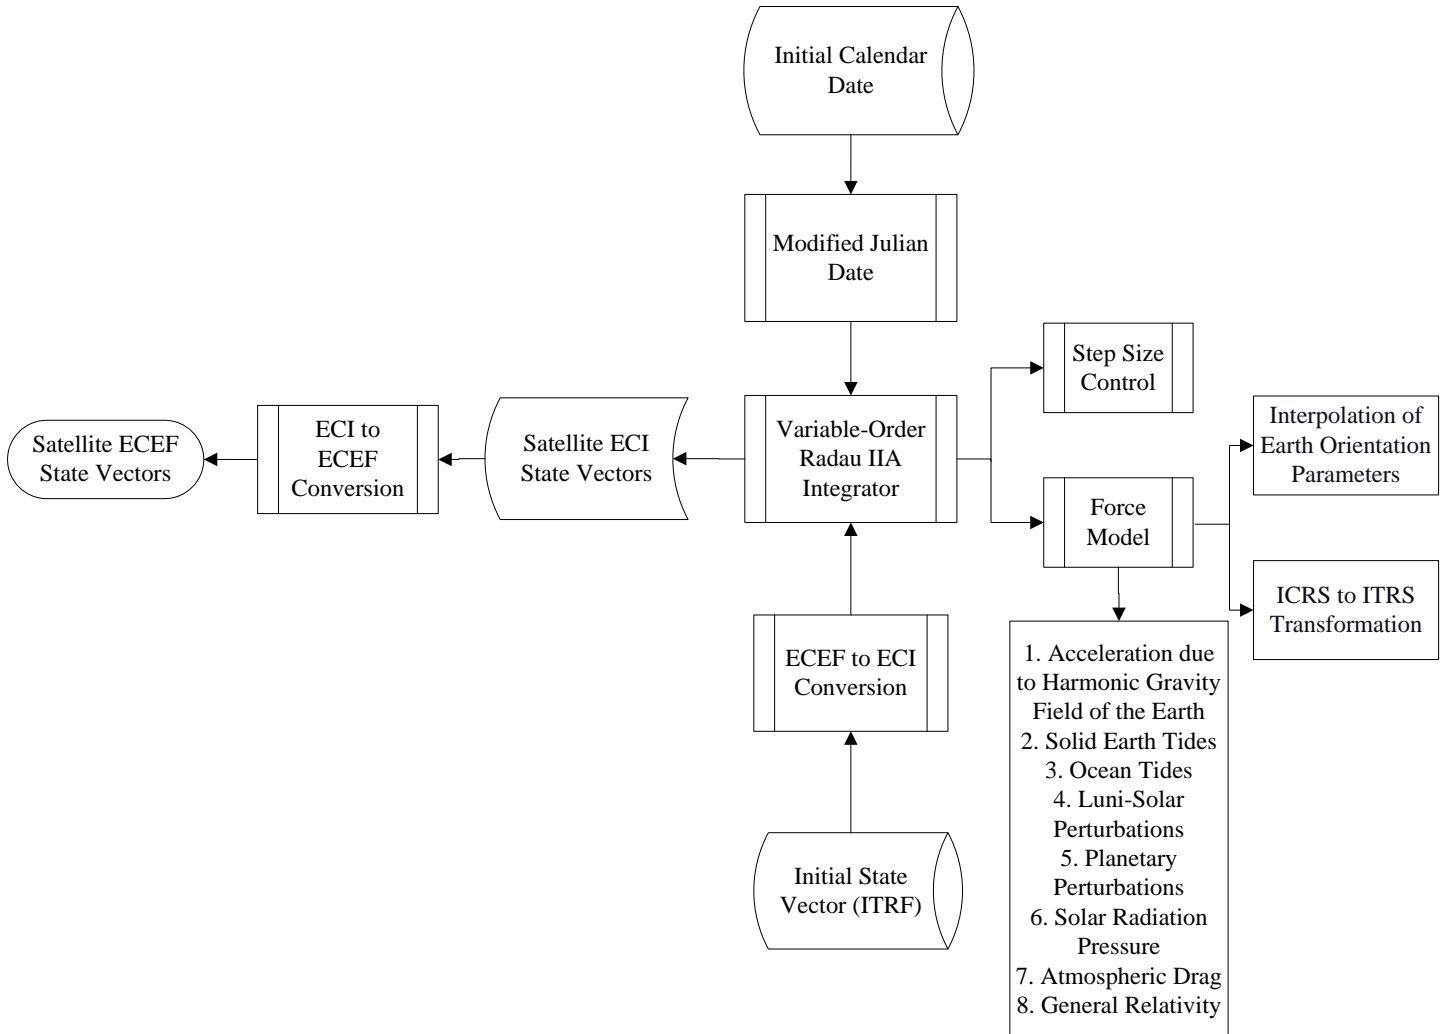 Initial Calendar
Date
Modified Julian
Date
Step Size
Control
Interpolation of
Earth Orientation
Parameters
Satellite ECEF
State Vectors
ECI to
ECEF
Conversion
Satellite ECI
State Vectors
Variable-Order
Radau IIA
Integrator
Force
Model
ICRS to ITRS
Transformation
ECEF to ECI
Conversion
1. Acceleration due
to Harmonic Gravity
Field of the Earth
2. Solid Earth Tides
3. Ocean Tides
4. Luni-Solar
Perturbations
5. Planetary
Perturbations
6. Solar Radiation
Pressure
7. Atmospheric Drag
8. General Relativity
Initial State
Vector (ITRF)